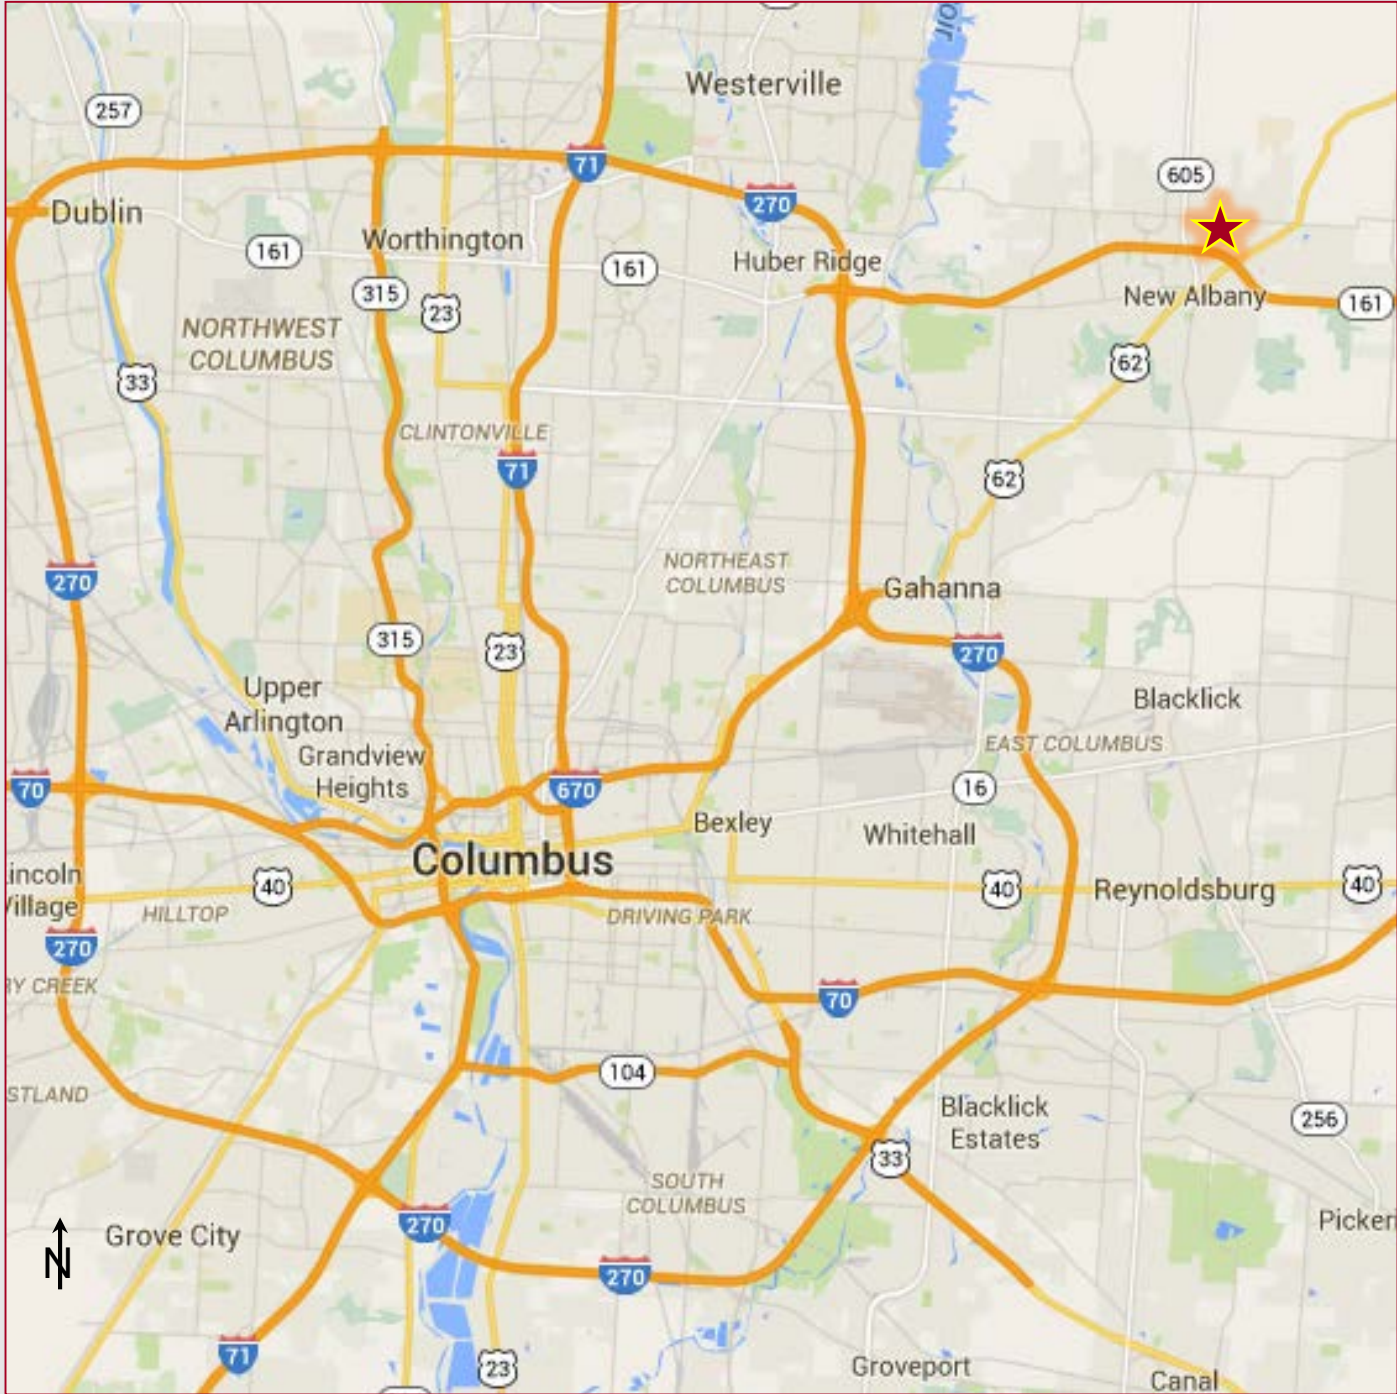 Westerville
257
71
605
270
Dublin
Worthington
161
161
Huber Ridge
315
23
New Albany
161
NORTHWEST
COLUMBUS
62
33
CLINTONVILLE
71
62
NORTHEAST
COLUMBUS
270
Gahanna
315
23
270
Upper
Arlington
Blacklick
EAST COLUMBUS
Grandview
Heights
70
670
16
Bexley
Whitehall
Columbus
incoln
Village
40
40
Reynoldsburg
40
HILLTOP
DRIVING PARK
270
RY CREEK
70
104
STLAND
Blacklick
Estates
256
33
SOUTH
COLUMBUS
Grove City
270
Picker
N
270
71
23
Groveport
Canal